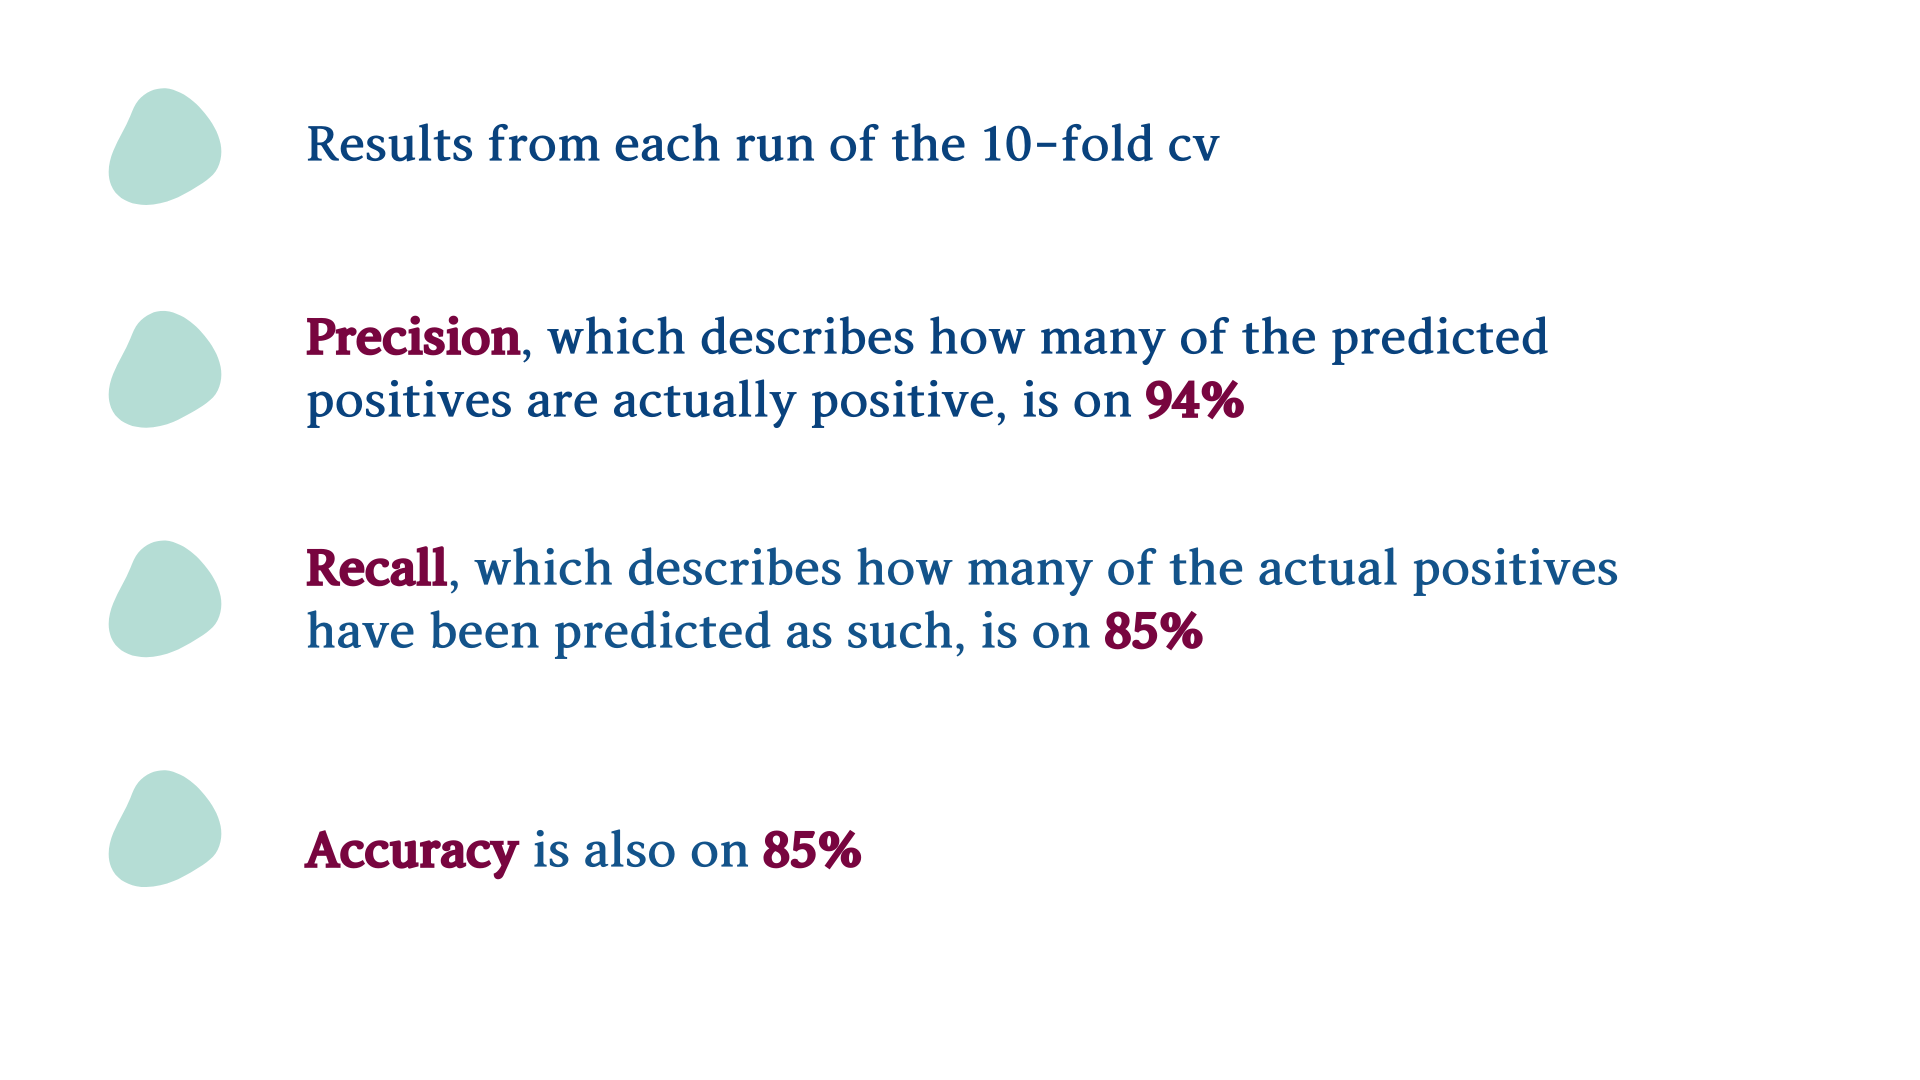 Results from each run of the 10-fold cv
Precision, which describes how many of the predicted
positives are actually positive, is on 94%
Recall, which describes how many of the actual positives
have been predicted as such, is on 85%
Accuracy is also on 85%